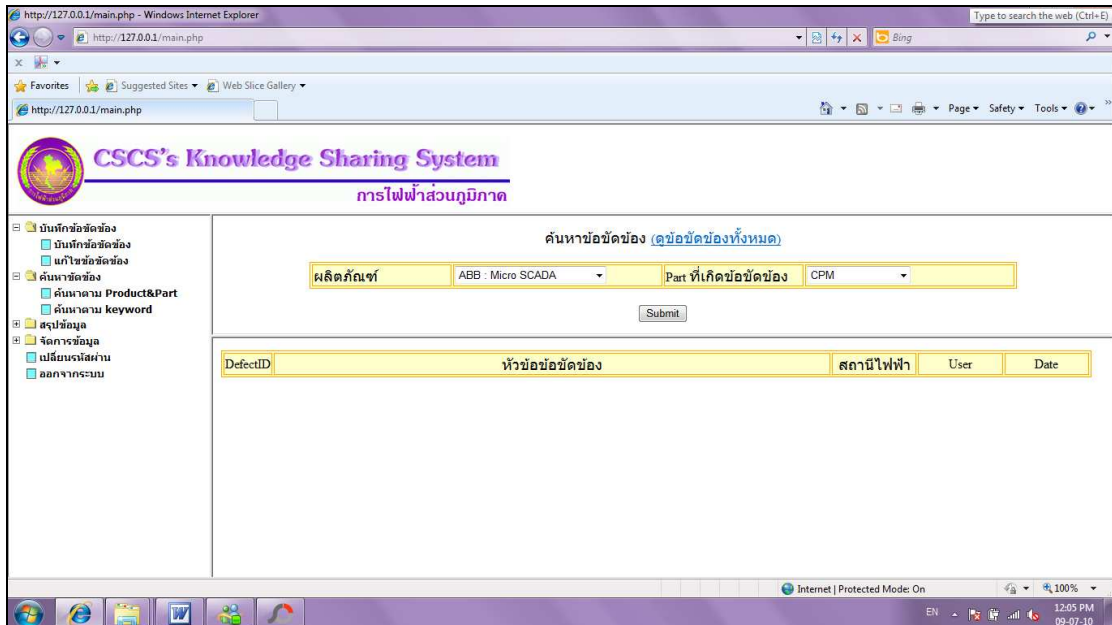 http://127.0.0.1/main.php - Windows Internet Explorer
Type to search the web (Ctrl+E)
http://127.0.0.1/main.php
Bing
Favorites
Suggested Sites
Web Slice Gallery
http://127.0.0.1/main.php
Page
Safety
Tools
CSCS's Knowledge Sharing System
การไฟฟ้าส่วนภูมิภาค
บันทึกข้อขัดข้อง
บันทึกข้อขัดข้อง
แก้ไขข้อขัดข้อง
ค้นหาขัดข้อง
ค้นหาตาม Product&Part
ค้นหาตาม keyword
สรุปข้อมูล
จัดการข้อมูล
เปลี่ยนรหัสผ่าน
ออกจากระบบ
ค้นหาข้อขัดข้อง (ดูข้อขัดข้องทั้งหมด)
ผลิตภัณฑ์ ABB : Micro SCADA Part ที่เกิดข้อขัดข้อง CPM
Submit
DefectID หัวข้อข้อขัดข้อง สถานีไฟฟ้า User Date
Internet | Protected Mode: On
100%
EN
12:05 PM
09-07-10